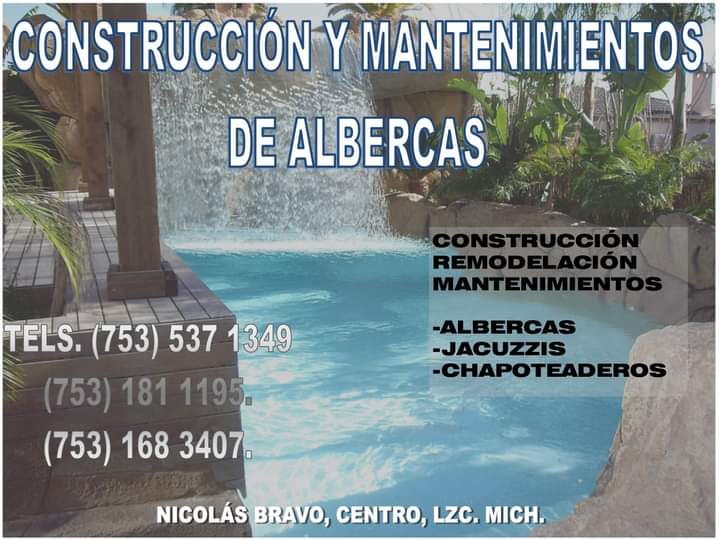 CONSTRUCCIÓN Y MANTENIMIENTOS
DE ALBERCAS
CONSTRUCCIÓN
REMODELACIÓN
MANTENIMIENTOS
-ALBERCAS
-JACUZZIS
-CHAPOTEADEROS
TELS. (753) 537 1349
(753) 181 1195.
(753) 168 3407.
NICOLÁS BRAVO, CENTRO, LZC. MICH.